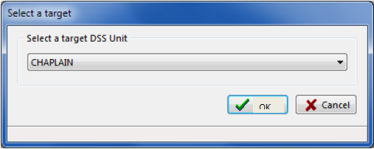 Select a target
Select a target DSS Unit
CHAPLAIN
OK
Cancel